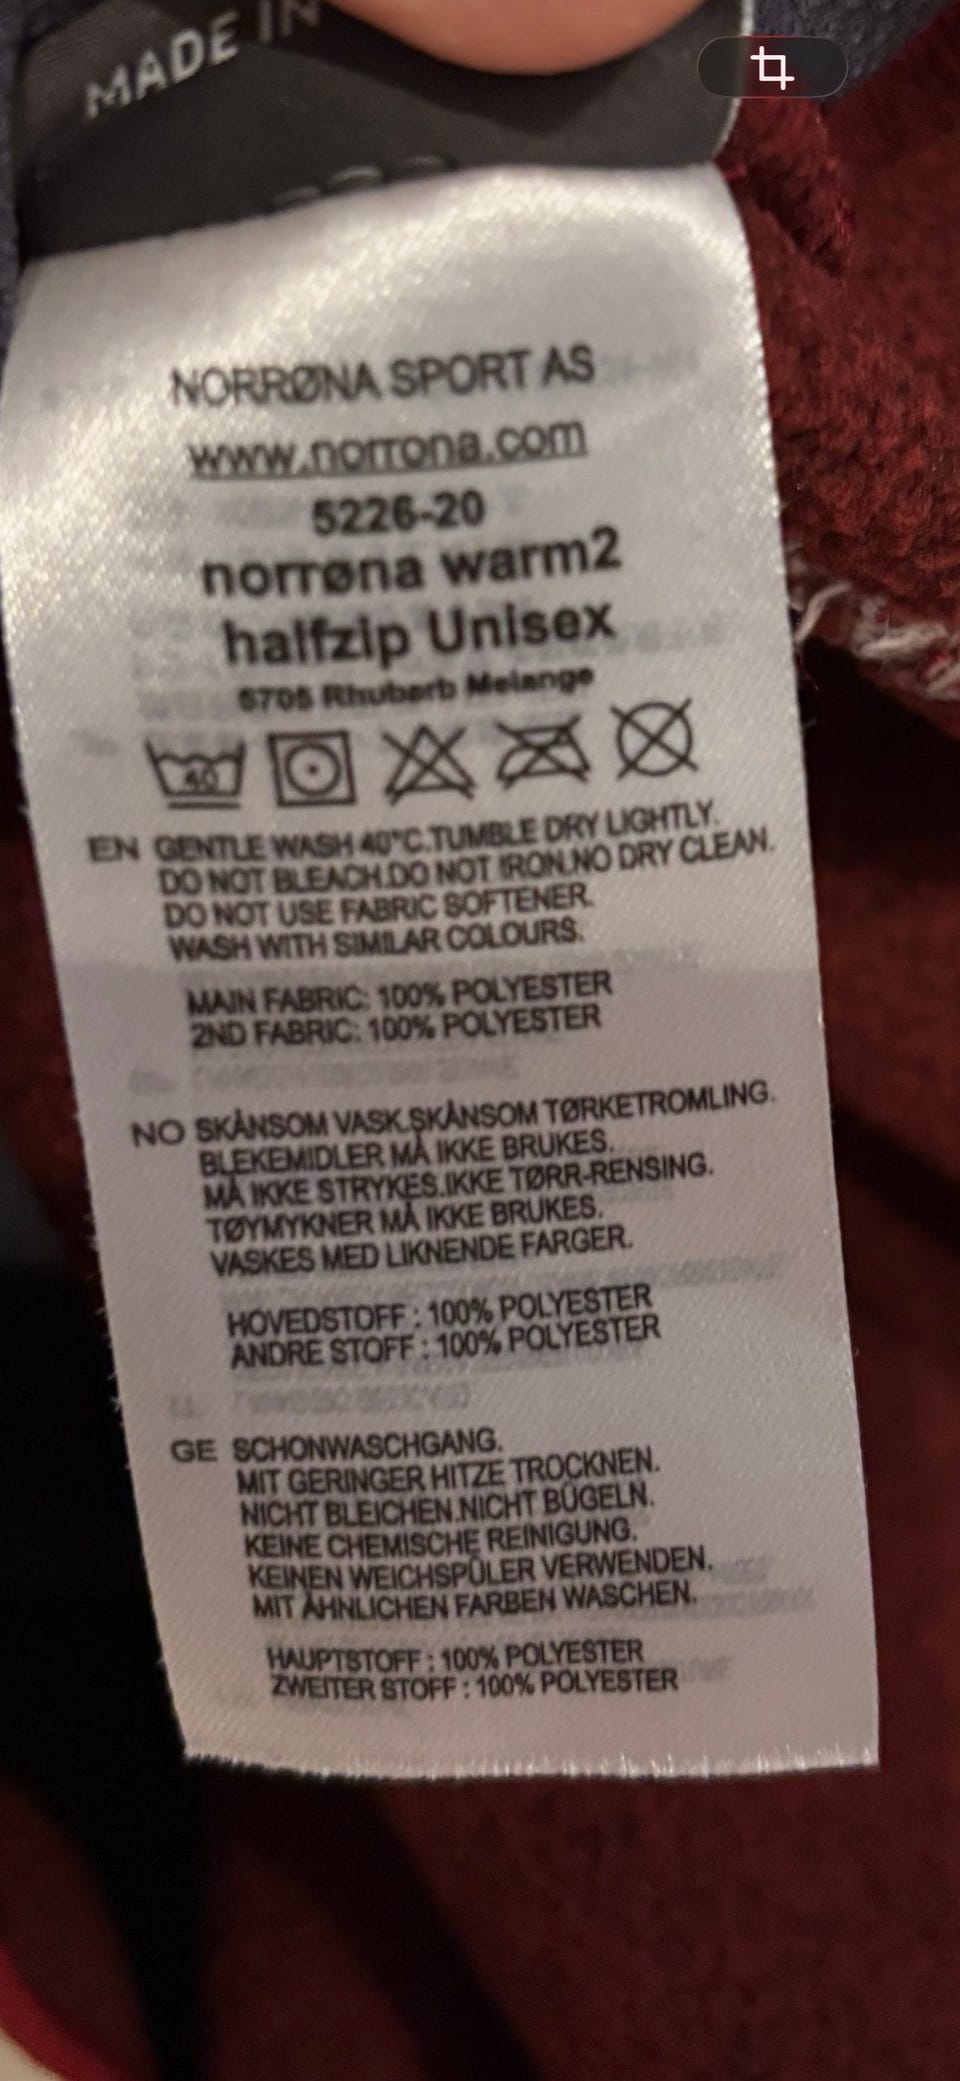 MADE IN
NORRØNA SPORT AS
www.norrona.com
5226-20
norrøna warm2
halfzip Unisex
5705 Rhubarb Melange
40
EN GENTLE WASH 40°C.TUMBLE DRY LIGHTLY.
DO NOT BLEACH.DO NOT IRON.NO DRY CLEAN.
DO NOT USE FABRIC SOFTENER.
WASH WITH SIMILAR COLOURS.
MAIN FABRIC: 100% POLYESTER
2ND FABRIC: 100% POLYESTER
NO SKÅNSOM VASK.SKÅNSOM TØRKETROMLING.
BLEKEMIDLER MÅ IKKE BRUKES.
MÅ IKKE STRYKES.IKKE TØRR-RENSING.
TØYMYKNER MÅ IKKE BRUKES.
VASKES MED LIKNENDE FARGER.
HOVEDSTOFF : 100% POLYESTER
ANDRE STOFF : 100% POLYESTER
GE SCHONWASCHGANG.
MIT GERINGER HITZE TROCKNEN.
NICHT BLEICHEN.NICHT BÜGELN.
KEINE CHEMISCHE REINIGUNG.
KEINEN WEICHSPÜLER VERWENDEN.
MIT ÄHNLICHEN FARBEN WASCHEN.
HAUPTSTOFF : 100% POLYESTER
ZWEITER STOFF : 100% POLYESTER